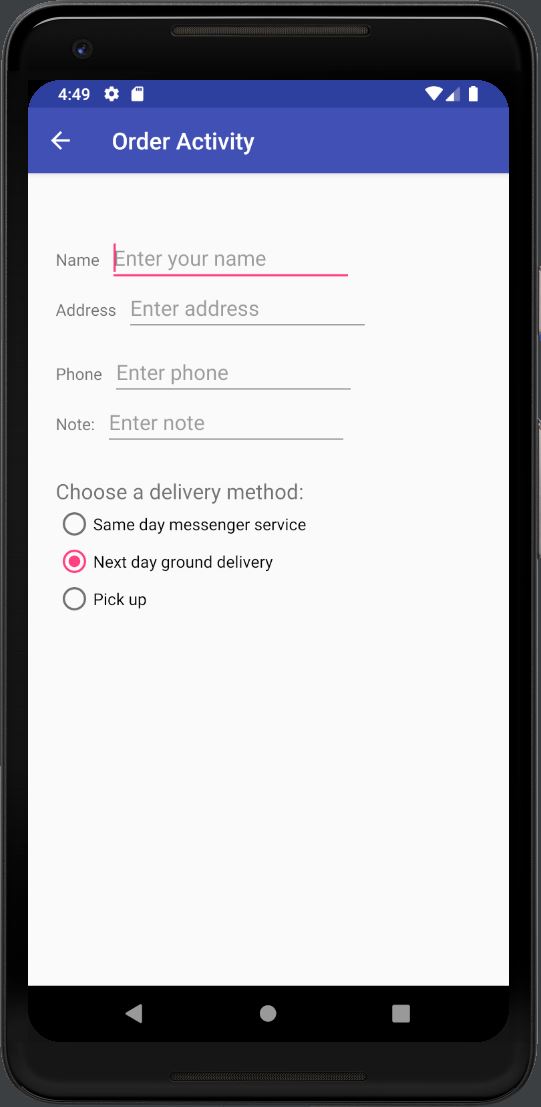 4:49
Order Activity
Name Enter your name
Address Enter address
Phone Enter phone
Note: Enter note
Choose a delivery method:
Same day messenger service
Next day ground delivery
Pick up